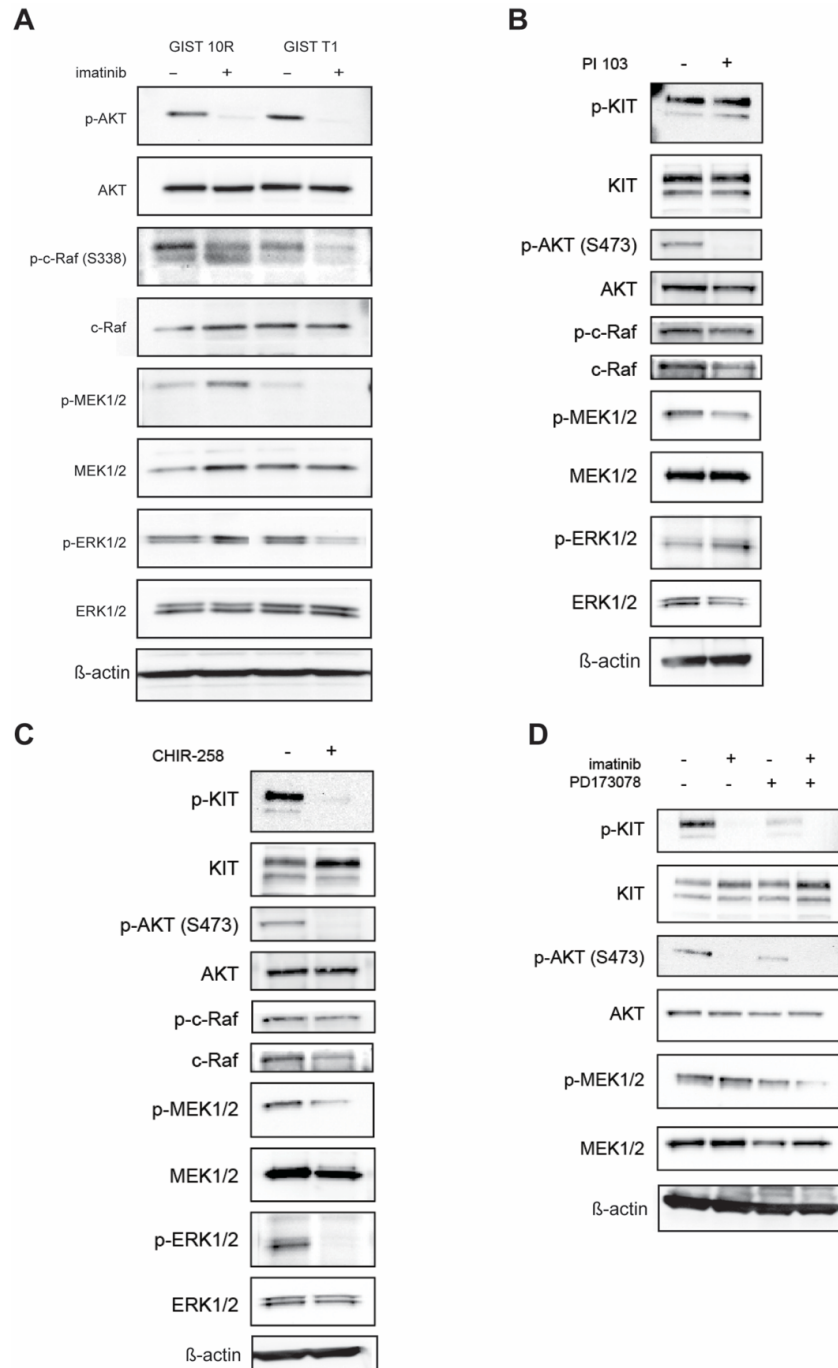 A
GIST 10R GIST T1
imatinib – + – +
p-AKT
AKT
p-c-Raf (S338)
c-Raf
p-MEK1/2
MEK1/2
p-ERK1/2
ERK1/2
ß-actin
B
PI 103 - +
p-KIT
KIT
p-AKT (S473)
AKT
p-c-Raf
c-Raf
p-MEK1/2
MEK1/2
p-ERK1/2
ERK1/2
ß-actin
C
CHIR-258 - +
p-KIT
KIT
p-AKT (S473)
AKT
p-c-Raf
c-Raf
p-MEK1/2
MEK1/2
p-ERK1/2
ERK1/2
ß-actin
D
imatinib - + - +
PD173078 - - + +
p-KIT
KIT
p-AKT (S473)
AKT
p-MEK1/2
MEK1/2
ß-actin